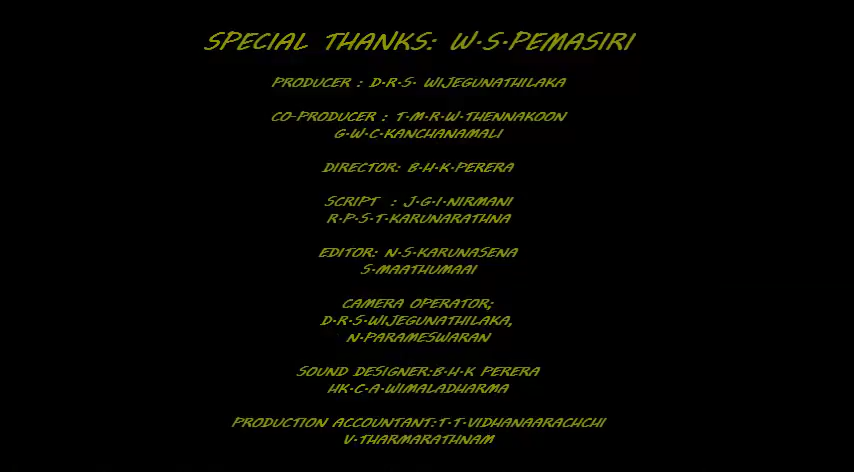 SPECIAL THANKS: W.S.PEMASIRI
PRODUCER : D.R.S. WIJEGUNATHILAKA
CO-PRODUCER : T.M.R.W.THENNAKOON
G.W.C.KANCHANAMALI
DIRECTOR: B.H.K.PERERA
SCRIPT : J.G.I.NIRMANI
R.P.S.T.KARUNARATHNA
EDITOR: N.S.KARUNASENA
S.MAATHUMAAI
CAMERA OPERATOR;
D.R.S.WIJEGUNATHILAKA,
N.PARAMESWARAN
SOUND DESIGNER:B.H.K PERERA
HK.C.A.WIMALADHARMA
PRODUCTION ACCOUNTANT:T.T.VIDHANAARACHCHI
V.THARMARATHNAM